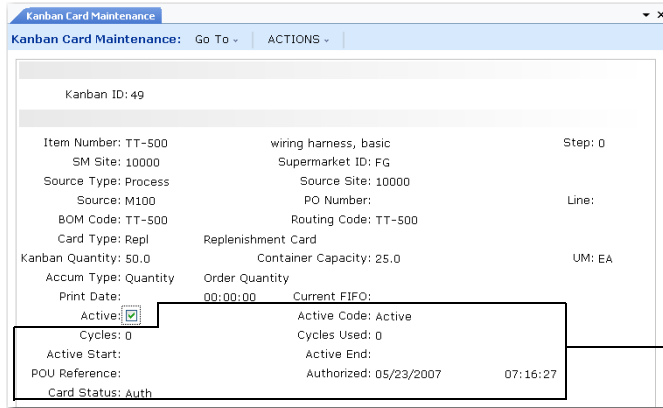 Kanban Card Maintenance
Kanban Card Maintenance: Go To ACTIONS
Kanban ID: 49
Item Number: TT-500 wiring harness, basic Step: 0
SM Site: 10000 Supermarket ID: FG
Source Type: Process Source Site: 10000
Source: M100 PO Number: Line:
BOM Code: TT-500 Routing Code: TT-500
Card Type: Repl Replenishment Card
Kanban Quantity: 50.0 Container Capacity: 25.0 UM: EA
Accum Type: Quantity Order Quantity
Print Date: 00:00:00 Current FIFO:
Active: Active Code: Active
Cycles: 0 Cycles Used: 0
Active Start: Active End:
POU Reference: Authorized: 05/23/2007 07:16:27
Card Status: Auth